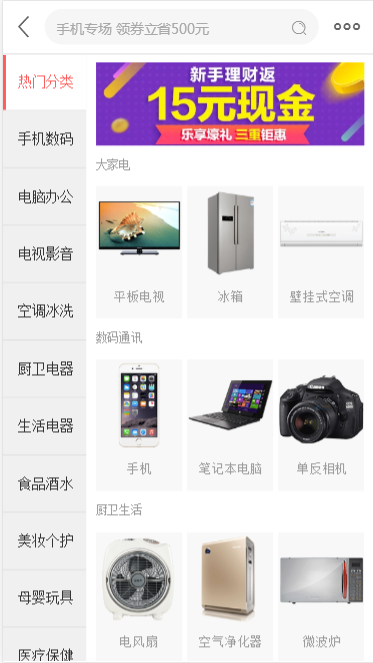 手机专场 领券立省500元
热门分类
手机数码
电脑办公
电视影音
空调冰洗
厨卫电器
生活电器
食品酒水
美妆个护
母婴玩具
医疗保健
新手理财返
15元现金
乐享壕礼 三重钜惠
大家电
平板电视
冰箱
壁挂式空调
数码通讯
手机
笔记本电脑
单反相机
Canon
厨卫生活
电风扇
空气净化器
微波炉